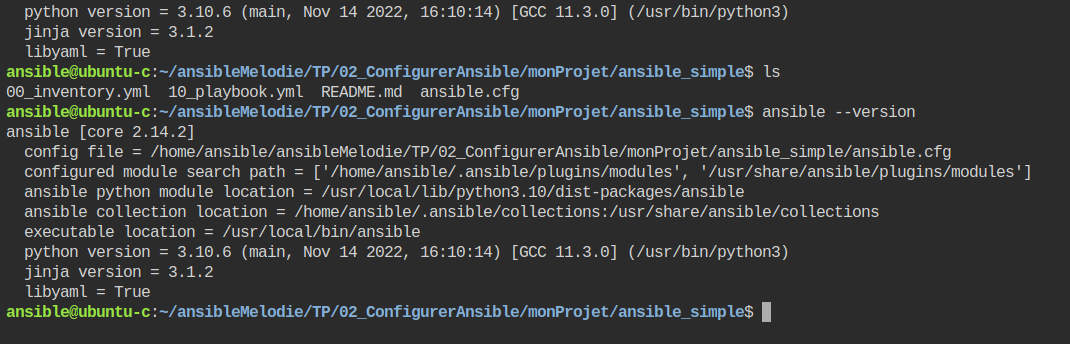 python version = 3.10.6 (main, Nov 14 2022, 16:10:14) [GCC 11.3.0] (/usr/bin/python3)
jinja version = 3.1.2
libyaml = True
ansible@ubuntu-c:~/ansibleMelodie/TP/02_ConfigurerAnsible/monProjet/ansible_simple$ ls
00_inventory.yml  10_playbook.yml  README.md  ansible.cfg
ansible@ubuntu-c:~/ansibleMelodie/TP/02_ConfigurerAnsible/monProjet/ansible_simple$ ansible --version
ansible [core 2.14.2]
  config file = /home/ansible/ansibleMelodie/TP/02_ConfigurerAnsible/monProjet/ansible_simple/ansible.cfg
  configured module search path = ['/home/ansible/.ansible/plugins/modules', '/usr/share/ansible/plugins/modules']
  ansible python module location = /usr/local/lib/python3.10/dist-packages/ansible
  ansible collection location = /home/ansible/.ansible/collections:/usr/share/ansible/collections
  executable location = /usr/local/bin/ansible
  python version = 3.10.6 (main, Nov 14 2022, 16:10:14) [GCC 11.3.0] (/usr/bin/python3)
  jinja version = 3.1.2
  libyaml = True
ansible@ubuntu-c:~/ansibleMelodie/TP/02_ConfigurerAnsible/monProjet/ansible_simple$